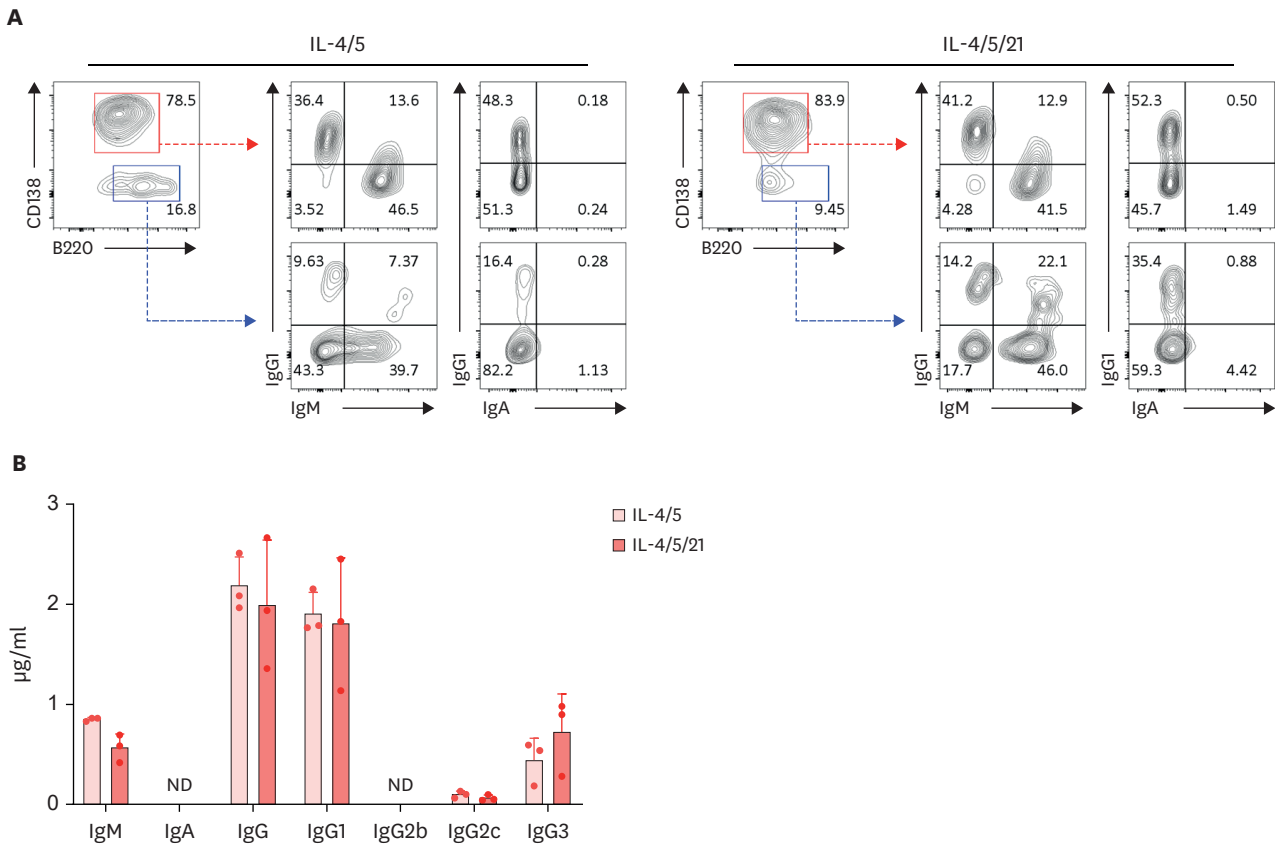 A
IL-4/5
IL-4/5/21
CD138
78.5
16.8
B220
36.4 13.6
3.52 46.5
48.3 0.18
51.3 0.24
9.63 7.37
43.3 39.7
IgG1
IgM
16.4 0.28
82.2 1.13
IgG1
IgA
CD138
83.9
9.45
B220
41.2 12.9
4.28 41.5
52.3 0.50
45.7 1.49
14.2 22.1
17.7 46.0
IgG1
IgM
35.4 0.88
59.3 4.42
IgG1
IgA
B
µg/ml
3
2
1
0
ND
ND
IgM IgA IgG IgG1 IgG2b IgG2c IgG3
IL-4/5
IL-4/5/21